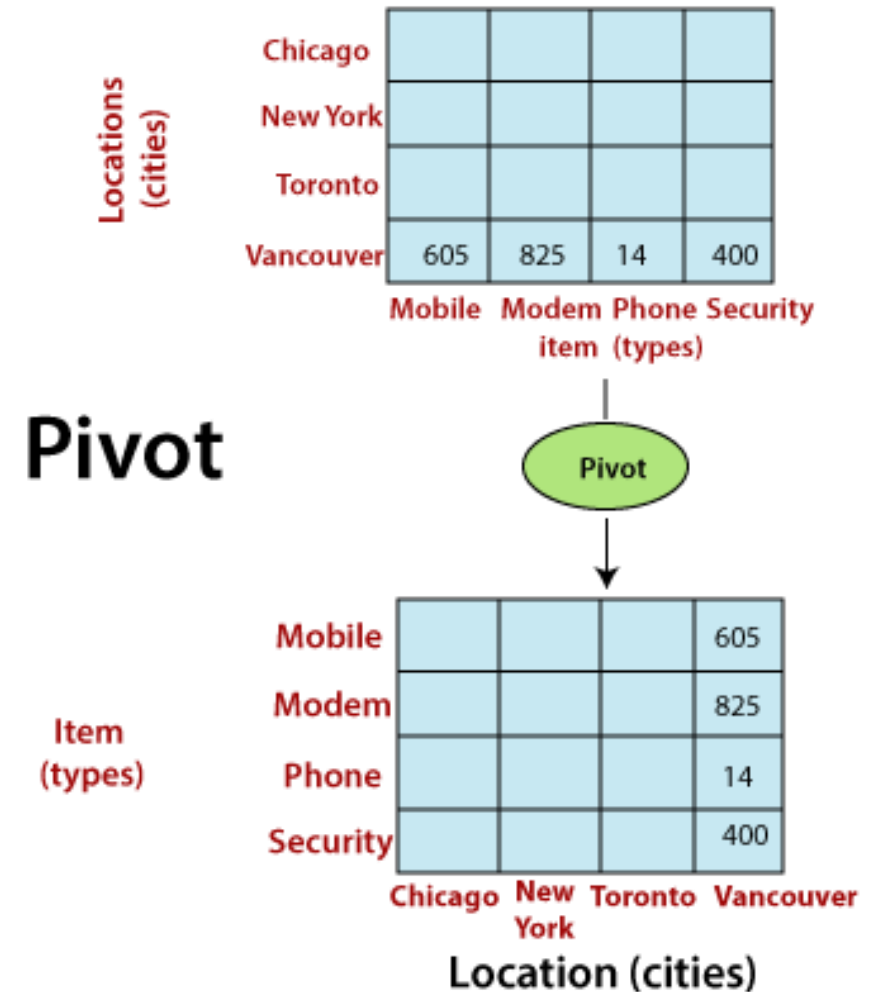 Locations
(cities)
Chicago
New York
Toronto
Vancouver 605 825 14 400
Mobile Modem Phone Security
item (types)
Pivot
Pivot
Item
(types)
Mobile 605
Modem 825
Phone 14
Security 400
Chicago New York Toronto Vancouver
Location (cities)